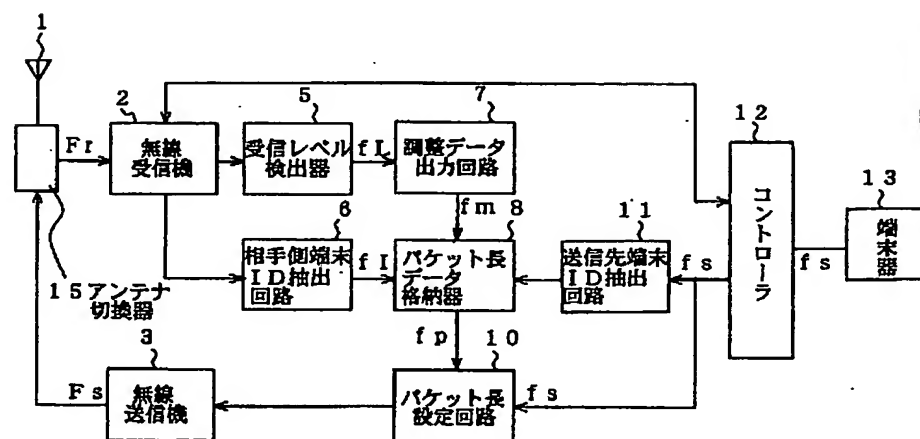 1
2
5
7
12
13
Fr
無線
受信機
受信レベル
検出器
fL
調整データ
出力回路
コントローラ
端末器
fm
6
8
11
相手側端末
ID抽出
回路
fI
パケット長
データ
格納器
送信先端末
ID抽出
回路
fs
fs
15アンテナ
切換器
fp
3
10
Fs
無線
送信機
パケット長
設定回路
fs